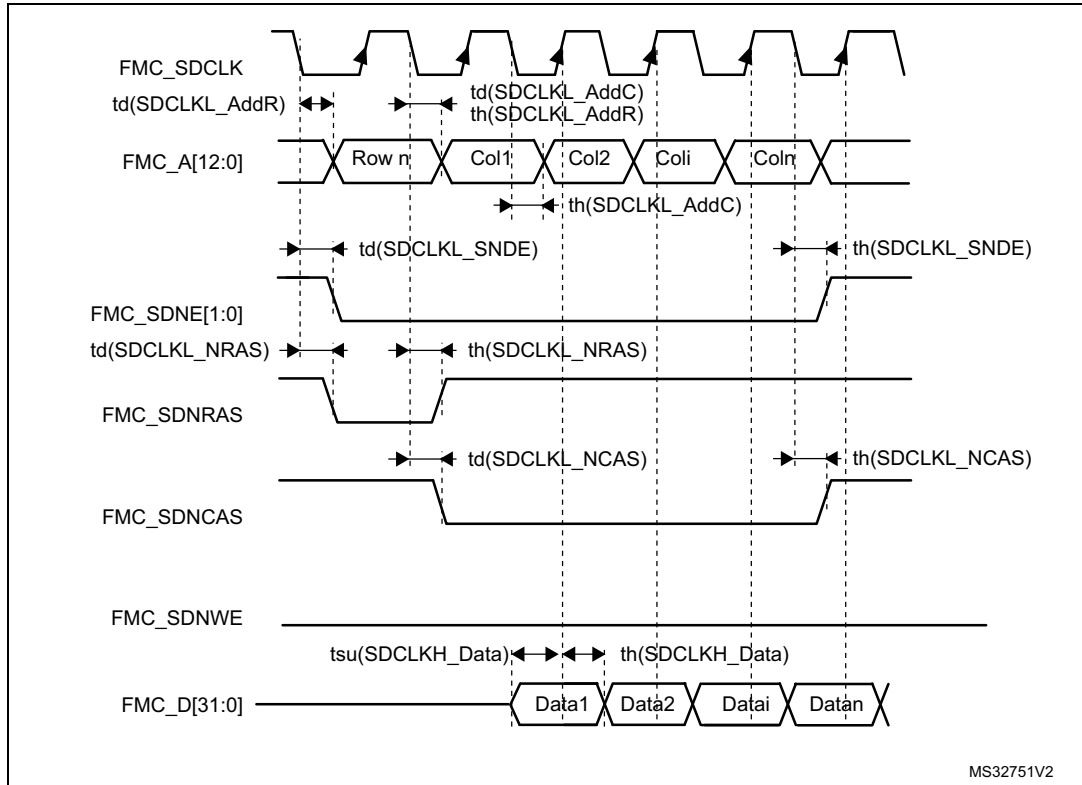 FMC_SDCLK
td(SDCLKL_AddR)
td(SDCLKL_AddC)
th(SDCLKL_AddR)
FMC_A[12:0]
Row n
Col1
Col2
Coli
Coln
th(SDCLKL_AddC)
td(SDCLKL_SNDE)
th(SDCLKL_SNDE)
FMC_SDNE[1:0]
td(SDCLKL_NRAS)
th(SDCLKL_NRAS)
FMC_SDNRAS
td(SDCLKL_NCAS)
th(SDCLKL_NCAS)
FMC_SDNCAS
FMC_SDNWE
tsu(SDCLKH_Data)
th(SDCLKH_Data)
FMC_D[31:0]
Data1
Data2
Datai
Datan
MS32751V2